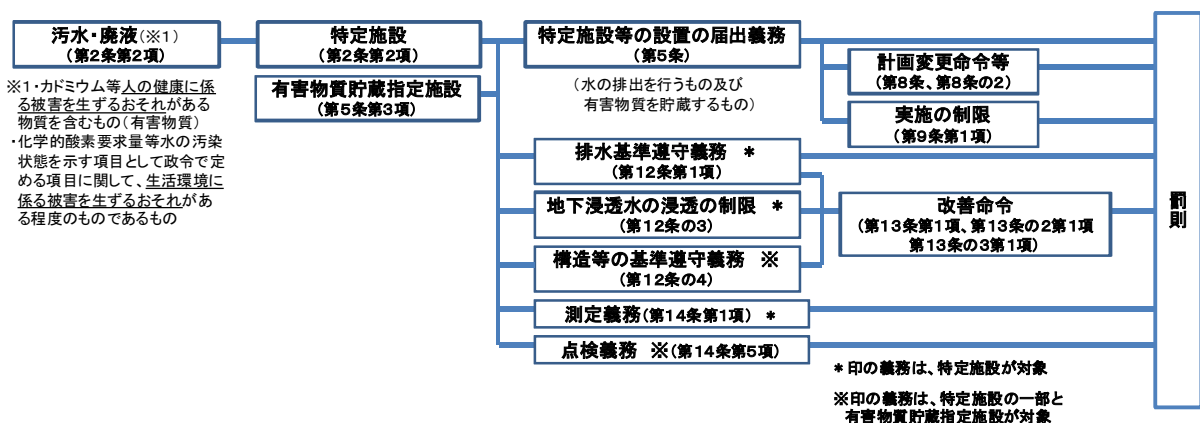 汚水・廃液(※1)
(第2条第2項)
※1・カドミウム等人の健康に係
る被害を生ずるおそれがある
物質を含むもの(有害物質)
・化学的酸素要求量等水の汚染
状態を示す項目として政令で定
める項目に関して、生活環境に
係る被害を生ずるおそれがあ
る程度のものであるもの
特定施設
(第2条第2項)
有害物質貯蔵指定施設
(第5条第3項)
特定施設等の設置の届出義務
(第5条)
(水の排出を行うもの及び
有害物質を貯蔵するもの)
計画変更命令等
(第8条、第8条の2)
実施の制限
(第9条第1項)
排水基準遵守義務 *
(第12条第1項)
地下浸透水の浸透の制限 *
(第12条の3)
構造等の基準遵守義務 ※
(第12条の4)
改善命令
(第13条第1項、第13条の2第1項
第13条の3第1項)
測定義務(第14条第1項) *
点検義務 ※(第14条第5項)
罰則
*印の義務は、特定施設が対象
※印の義務は、特定施設の一部と
有害物質貯蔵指定施設が対象